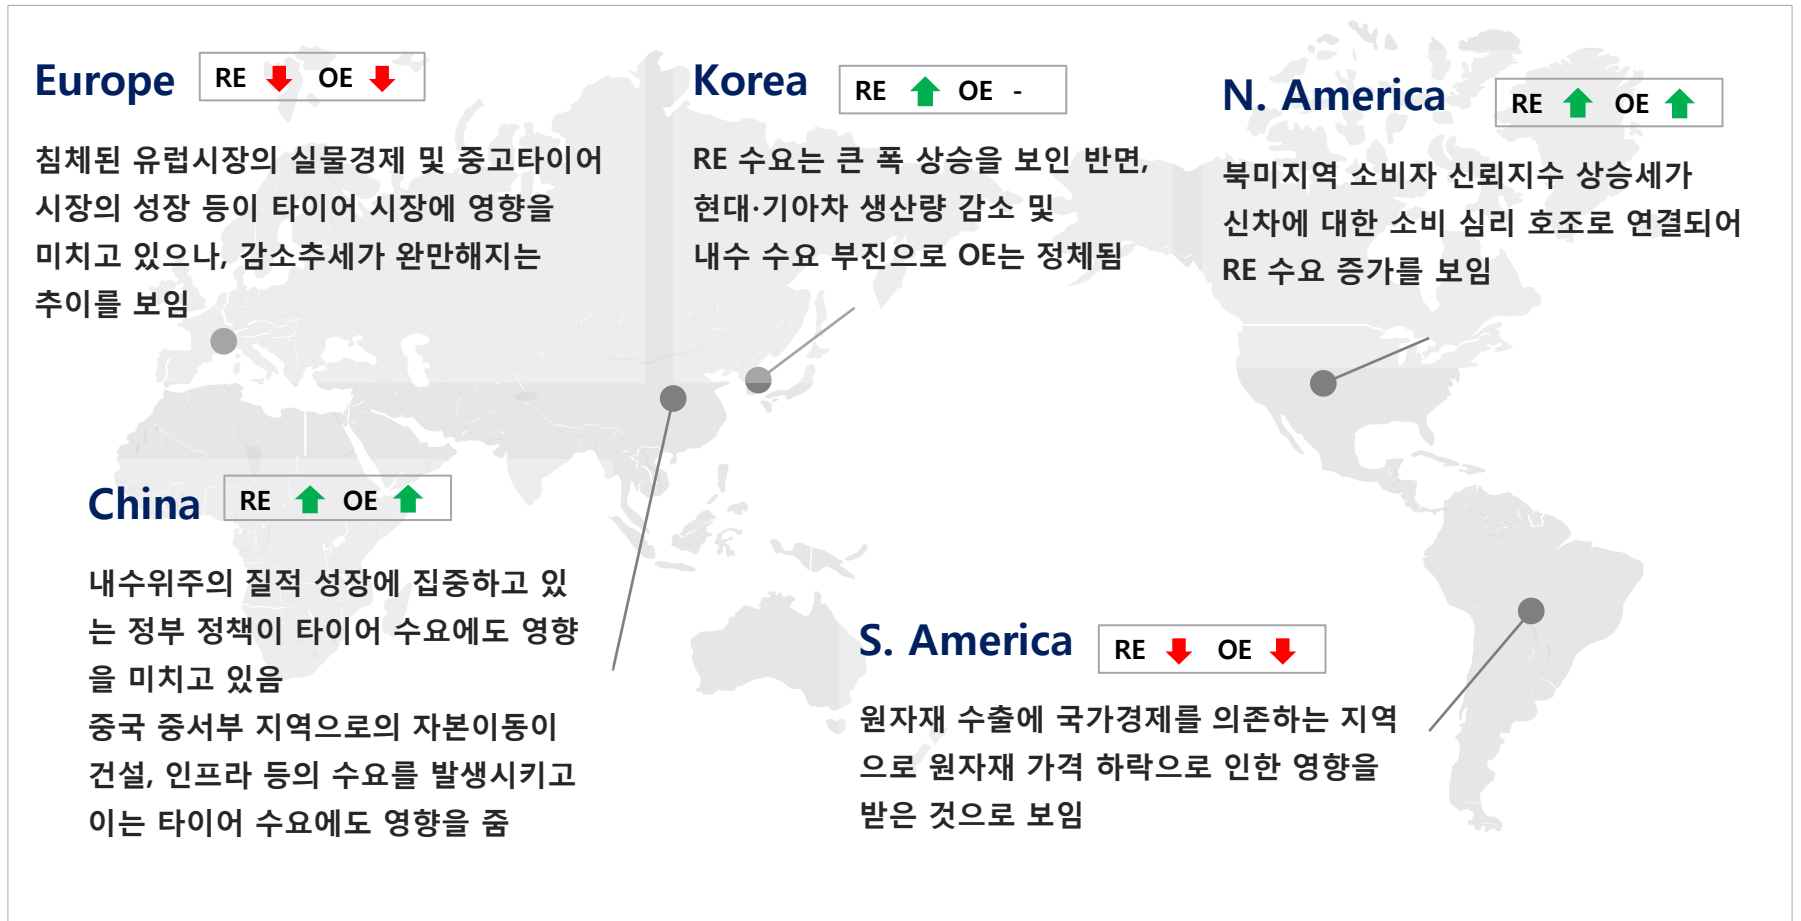 Europe
RE OE
침체된 유럽시장의 실물경제 및 중고타이어
시장의 성장 등이 타이어 시장에 영향을
미치고 있으나, 감소추세가 완만해지는
추이를 보임
Korea
RE OE -
RE 수요는 큰 폭 상승을 보인 반면,
현대·기아차 생산량 감소 및
내수 수요 부진으로 OE는 정체됨
N. America
RE OE
북미지역 소비자 신뢰지수 상승세가
신차에 대한 소비 심리 호조로 연결되어
RE 수요 증가를 보임
China
RE OE
내수위주의 질적 성장에 집중하고 있
는 정부 정책이 타이어 수요에도 영향
을 미치고 있음
중국 중서부 지역으로의 자본이동이
건설, 인프라 등의 수요를 발생시키고
이는 타이어 수요에도 영향을 줌
S. America
RE OE
원자재 수출에 국가경제를 의존하는 지역
으로 원자재 가격 하락으로 인한 영향을
받은 것으로 보임